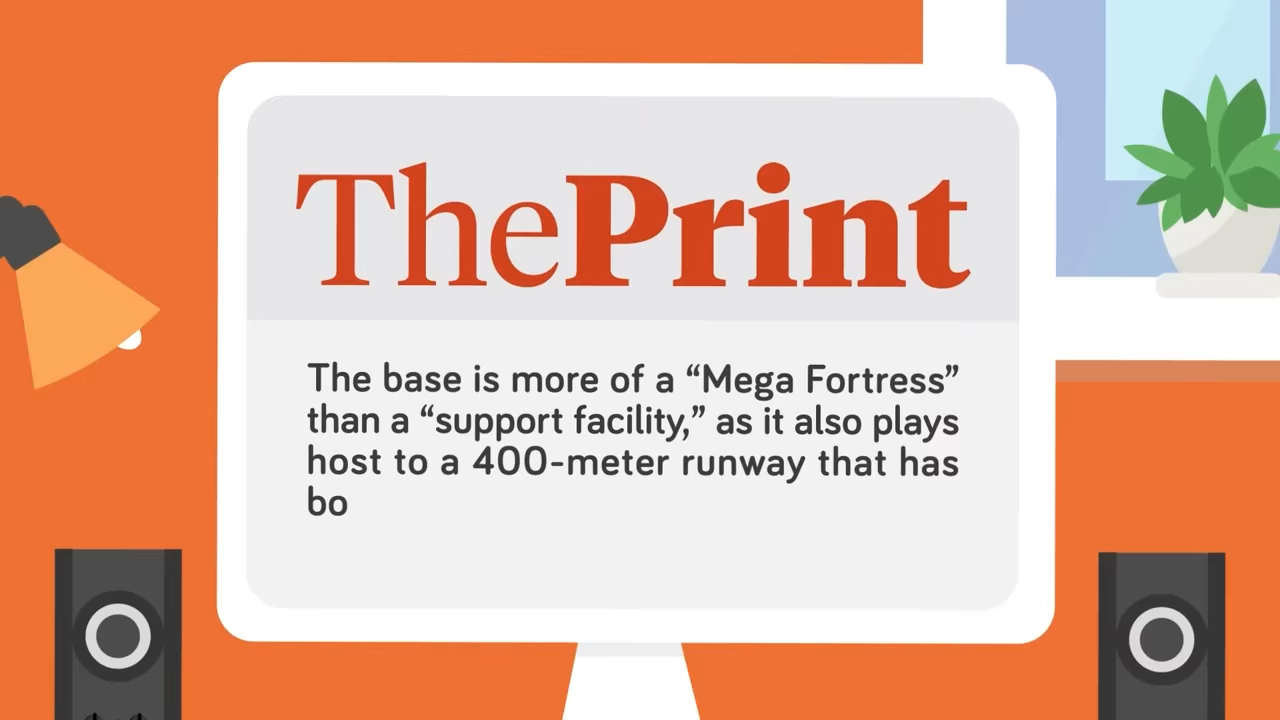 ThePrint
The base is more of a “Mega Fortress”
than a “support facility,” as it also plays
host to a 400-meter runway that has
bo